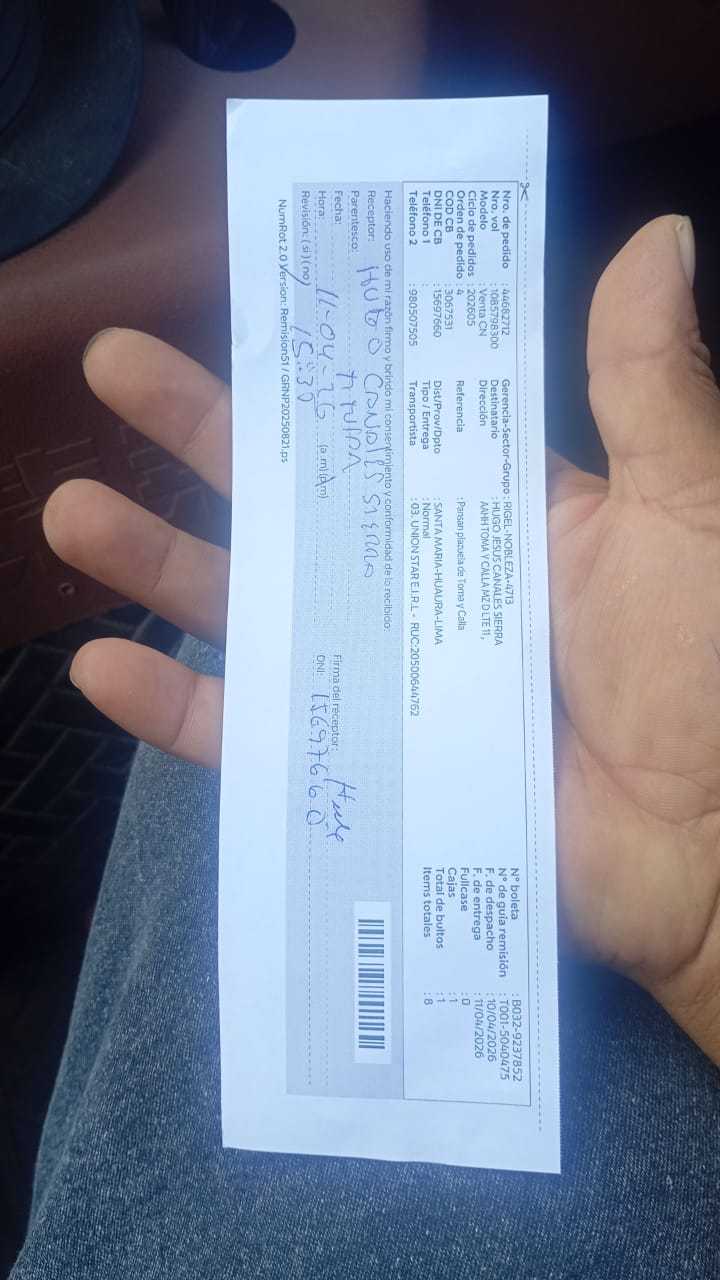 Nro. de pedido : 44682712
Nro. vol : 1085798300
Modelo : Venta CN
Ciclo de pedidos : 202605
Orden de pedido : 4
COD CB : 3067531
DNI DE CB : 15697660
Teléfono 1 :
Teléfono 2 : 980507505
Gerencia-Sector-Grupo : RIGEL-NOBLEZA-4713
Destinatario : HUGO JESUS CANALES SIERRA
Dirección AAHH TOMA Y CALLA MZ D LTE 11 ,
Referencia : Pansan plazuela de Toma y Calla
Dist/Prov/Dpto : SANTA MARIA-HUAURA-LIMA
Tipo / Entrega : Normal
Transportista : 03. UNION STAR E.I.R.L - RUC:20500644762
N° boleta : B032-9237852
N° de guía remisión : T001-5040475
F. de despacho : 10/04/2026
F. de entrega : 11/04/2026
Fullcase : 0
Cajas : 1
Total de bultos : 1
Items totales : 8
Haciendo uso de mi razón firmo y brindo mi consentimiento y conformidad de lo recibido:
Receptor: HUGO CANALES SIERRA
Parentesco: TITULAR
Fecha: 11-04-26
Hora: 15:30 (a.m)(p.m)
Revisión: ( si ) ( no )
Firma del receptor:
DNI: 15697660
NumRot 2.0 Version: Remision51 / GRNP20250821.ps